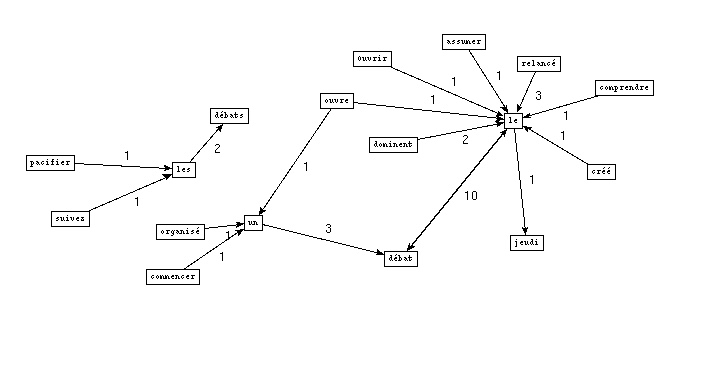 assumer
ouvrir
relancé
1
1
comprendre
3
ouvre
1
1
débats
le
1
dominent
2
2
1
pacifier
1
les
créé
1
1
10
suivez
1
un
organisé
3
1
jeudi
1
débat
commencer